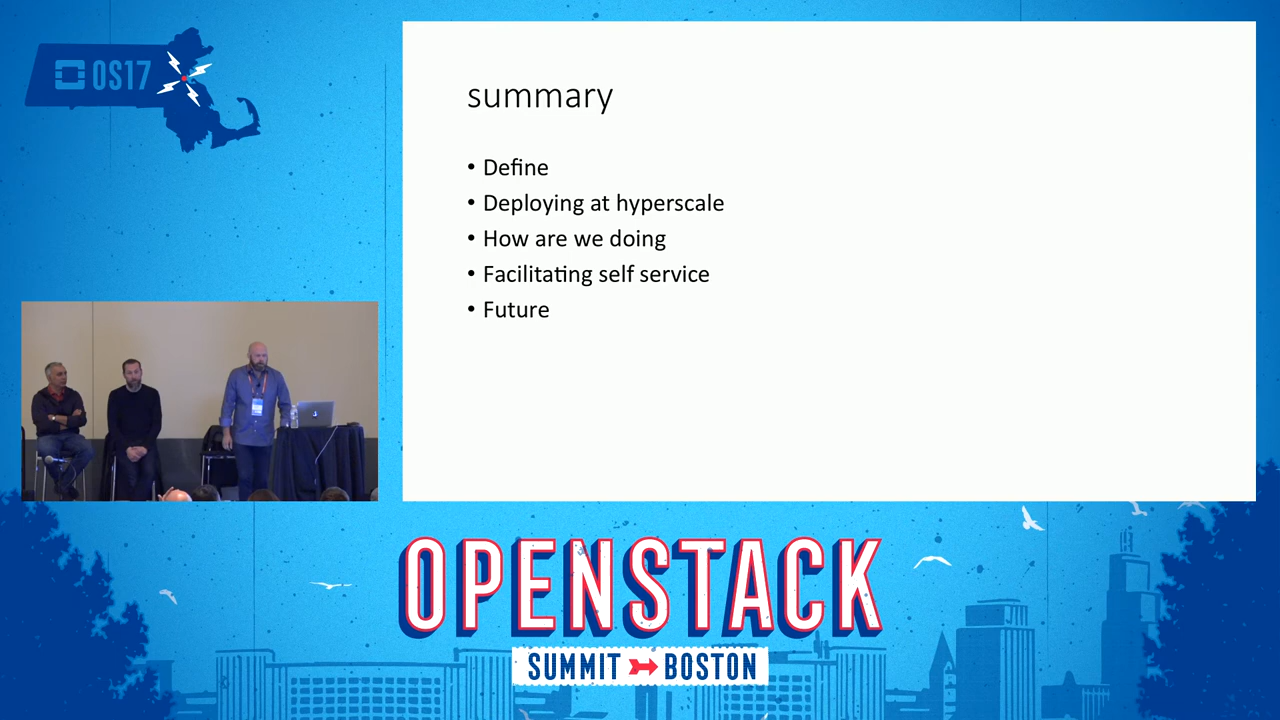 OS17
summary
• Define
• Deploying at hyperscale
• How are we doing
• Facilitating self service
• Future
OPENSTACK
SUMMIT BOSTON